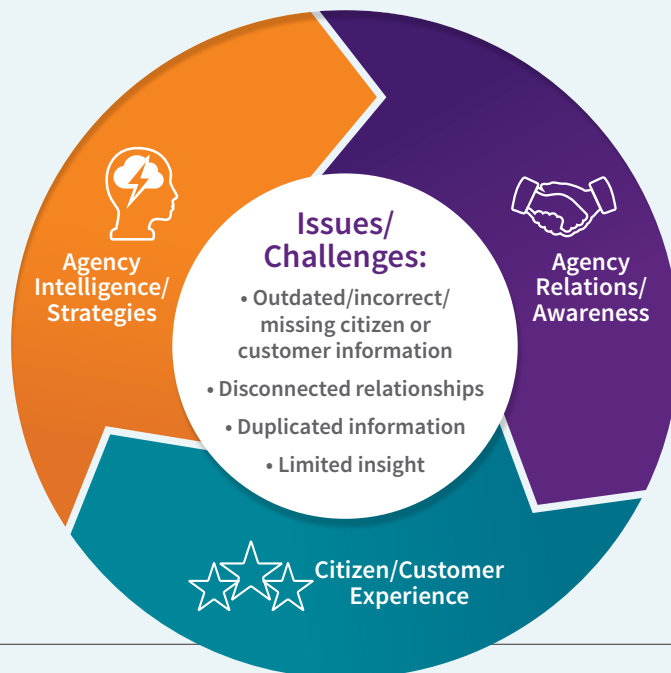 Issues/
Challenges:
• Outdated/incorrect/
missing citizen or
customer information
• Disconnected relationships
• Duplicated information
• Limited insight
Agency
Intelligence/
Strategies
Agency
Relations/
Awareness
Citizen/Customer
Experience